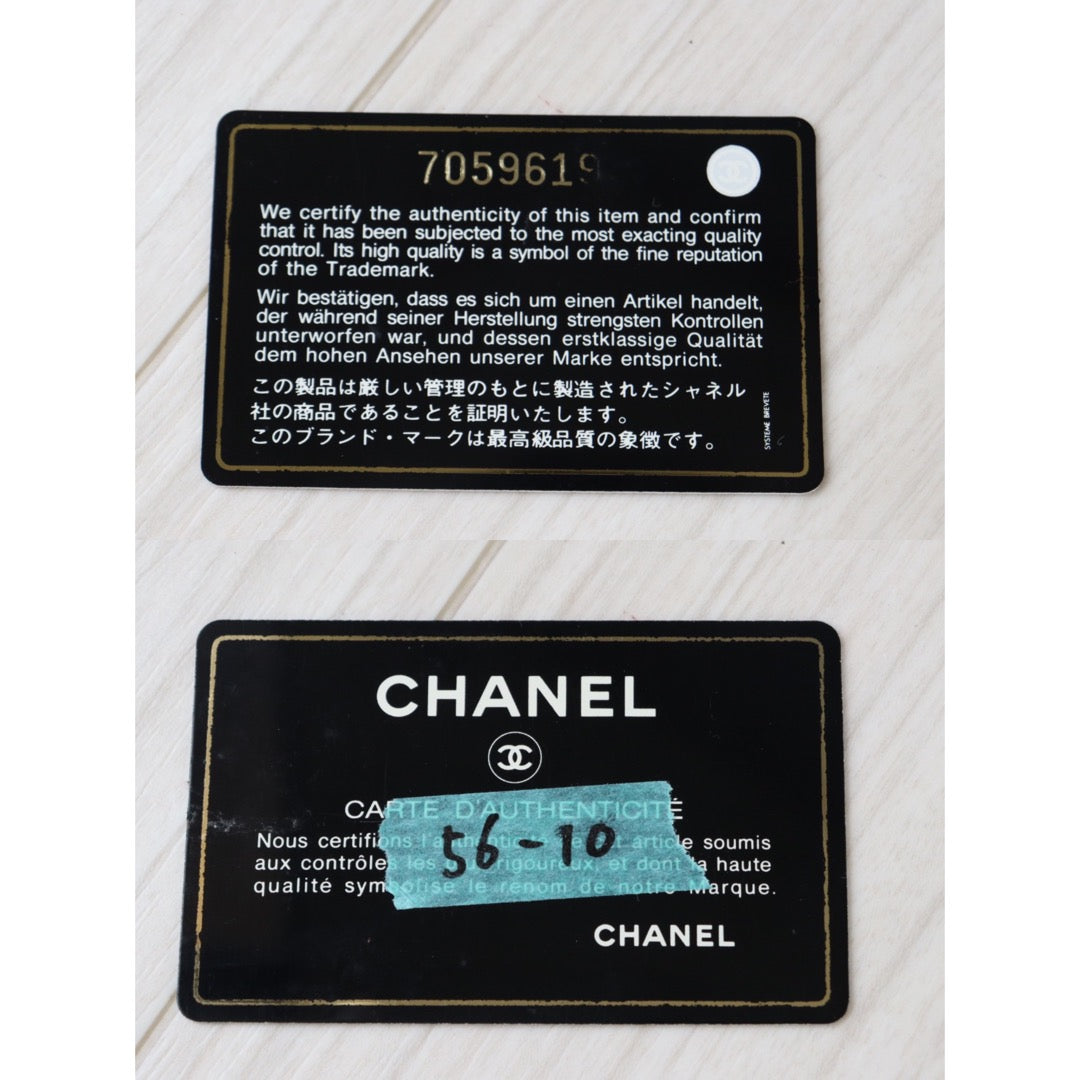 7059619
We certify the authenticity of this item and confirm
that it has been subjected to the most exacting quality
control. Its high quality is a symbol of the fine reputation
of the Trademark.
Wir bestätigen, dass es sich um einen Artikel handelt,
der während seiner Herstellung strengsten Kontrollen
unterworfen war, und dessen erstklassige Qualität
dem hohen Ansehen unserer Marke entspricht.
この製品は厳しい管理のもとに製造されたシャネル
社の商品であることを証明いたします。
このブランド・マークは最高級品質の象徴です。
SYSTEME BREVETE
CHANEL
CARTE D'AUTHENTICITÉ
Nous certifions article soumis
aux contrôles les rigoureux, et dont la haute
qualité symbolise le renom de notre Marque.
56-10
CHANEL